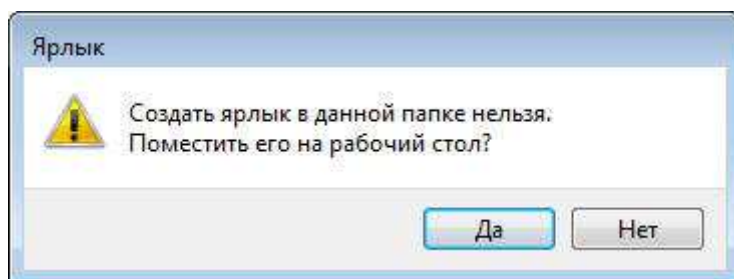 Ярлык
Создать ярлык в данной папке нельзя.
Поместить его на рабочий стол?
Да
Нет